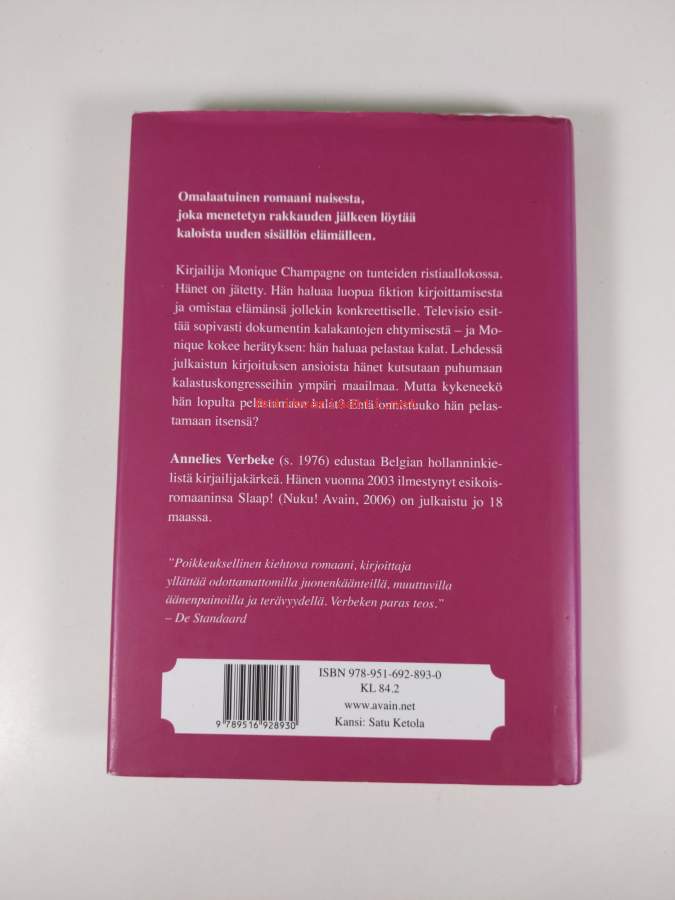 Omalaatuinen romaani naisesta,
joka menetetyn rakkauden jälkeen löytää
kaloista uuden sisällön elämälleen.
Kirjailija Monique Champagne on tunteiden ristiaallokossa.
Hänet on jätetty. Hän haluaa luopua fiktion kirjoittamisesta
ja omistaa elämänsä jollekin konkreettiselle. Televisio esit-
tää sopivasti dokumentin kalakantojen ehtymisestä – ja Mo-
nique kokee herätyksen: hän haluaa pelastaa kalat. Lehdessä
julkaistun kirjoituksen ansioista hänet kutsutaan puhumaan
kalastuskongresseihin ympäri maailmaa. Mutta kykeneekö
hän lopulta pelastamaan kalat? Entä onnistuuko hän pelas-
tamaan itsensä?
Annelies Verbeke (s. 1976) edustaa Belgian hollanninkie-
listä kirjailijakärkeä. Hänen vuonna 2003 ilmestynyt esikois-
romaaninsa Slaap! (Nuku! Avain, 2006) on julkaistu jo 18
maassa.
”Poikkeuksellinen kiehtova romaani, kirjoittaja
yllättää odottamattomilla juonenkäänteillä, muuttuvilla
äänenpainoilla ja terävyydellä. Verbeken paras teos.”
– De Standaard
ISBN 978-951-692-893-0
KL 84.2
www.avain.net
Kansi: Satu Ketola
9 789516 928930